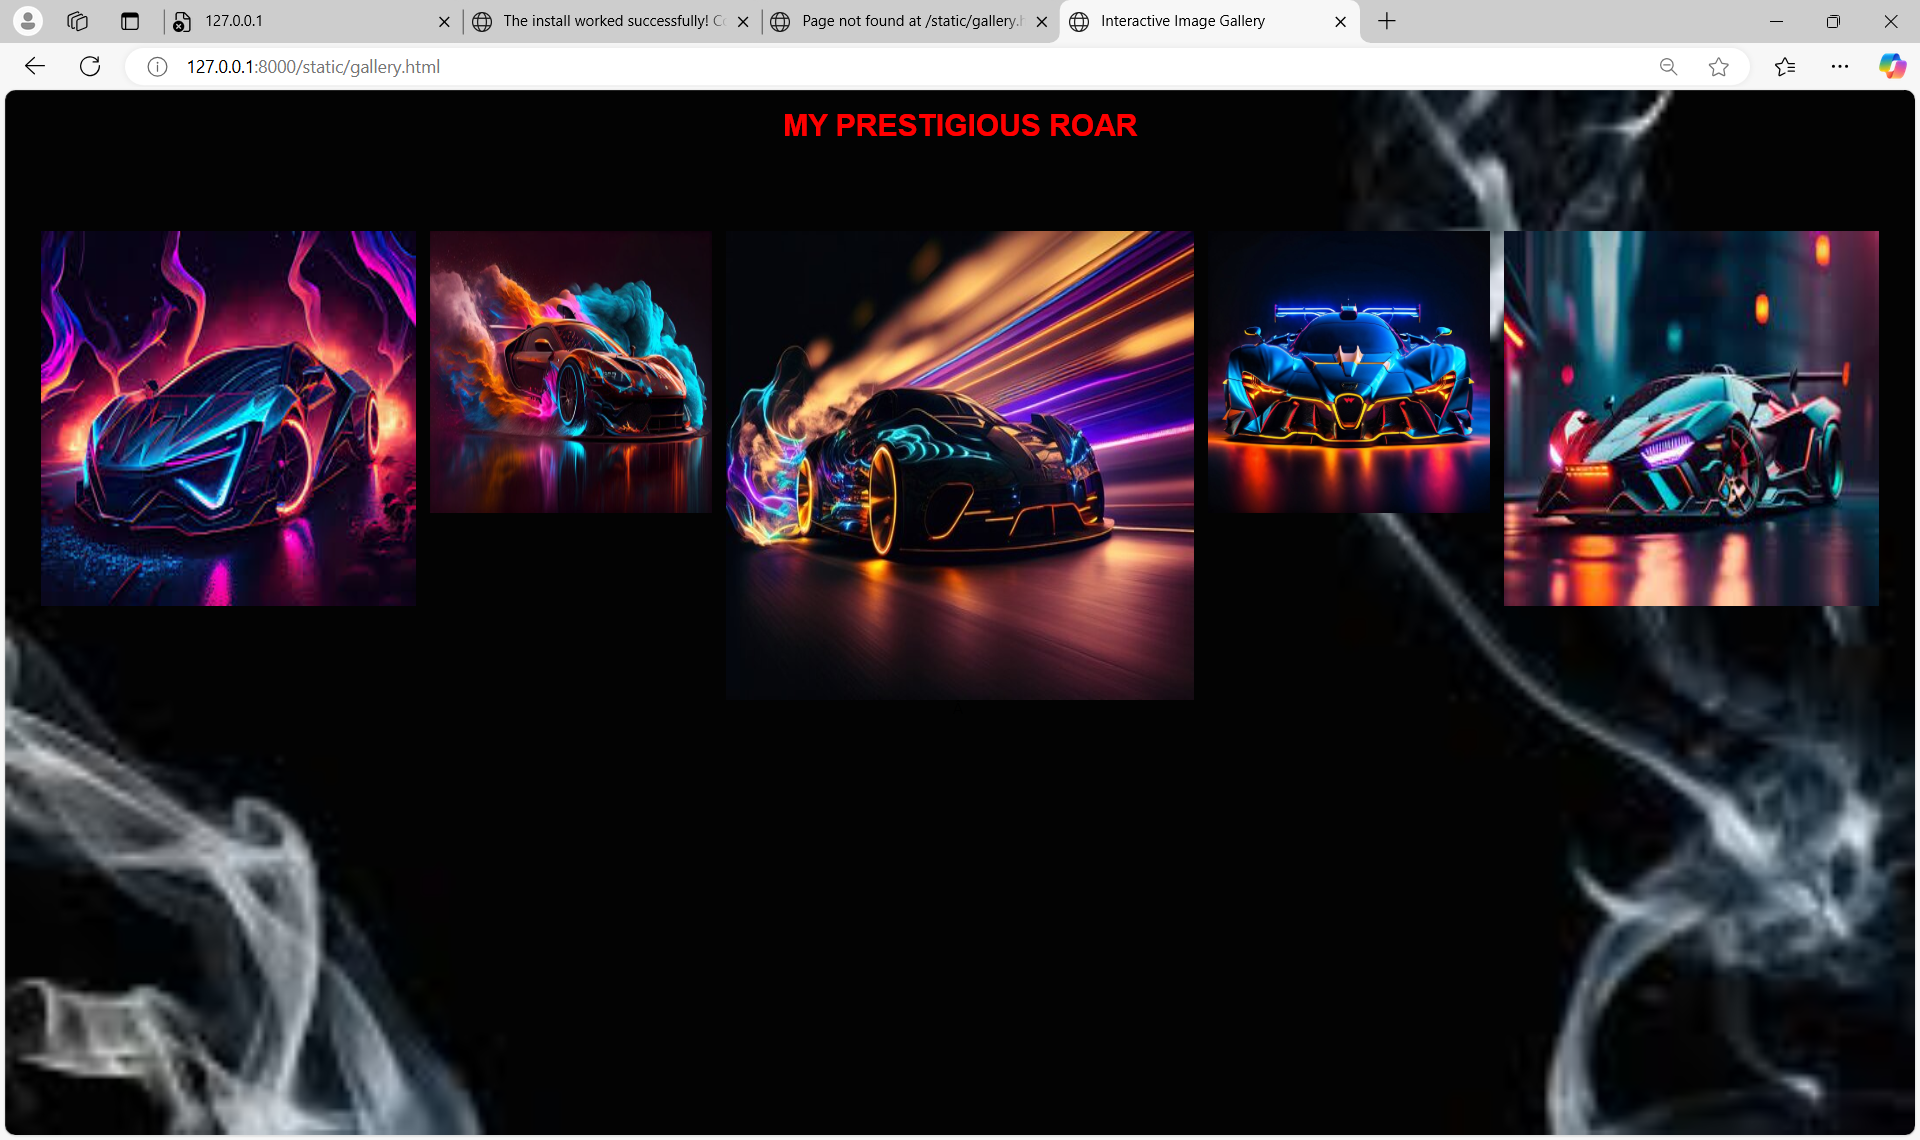 127.0.0.1
The install worked successfully! Co
Page not found at /static/gallery.h
Interactive Image Gallery
127.0.0.1:8000/static/gallery.html
MY PRESTIGIOUS ROAR